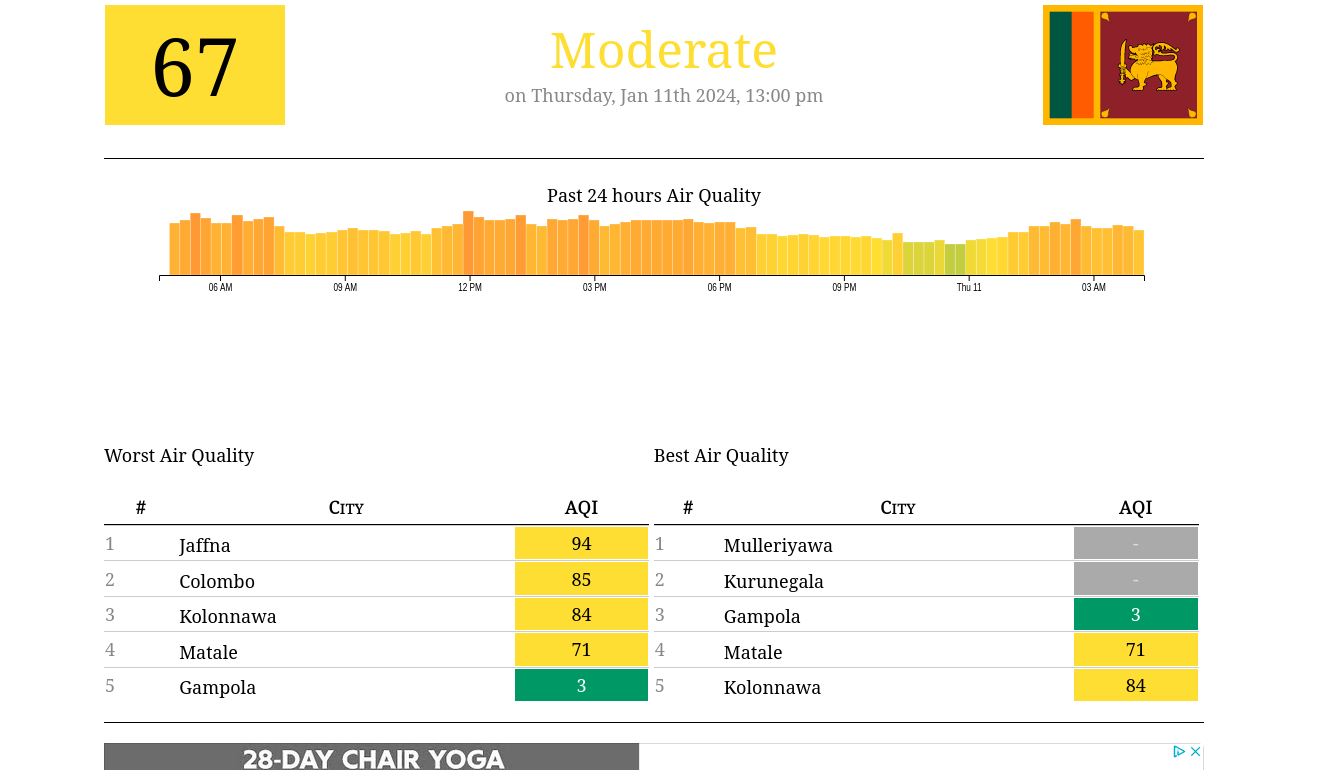 67
Moderate
on Thursday, Jan 11th 2024, 13:00 pm
Past 24 hours Air Quality
06 AM 09 AM 12 PM 03 PM 06 PM 09 PM Thu 11 03 AM
Worst Air Quality
# CITY AQI
1 Jaffna 94
2 Colombo 85
3 Kolonnawa 84
4 Matale 71
5 Gampola 3
Best Air Quality
# CITY AQI
1 Mulleriyawa -
2 Kurunegala -
3 Gampola 3
4 Matale 71
5 Kolonnawa 84
28-DAY CHAIR YOGA